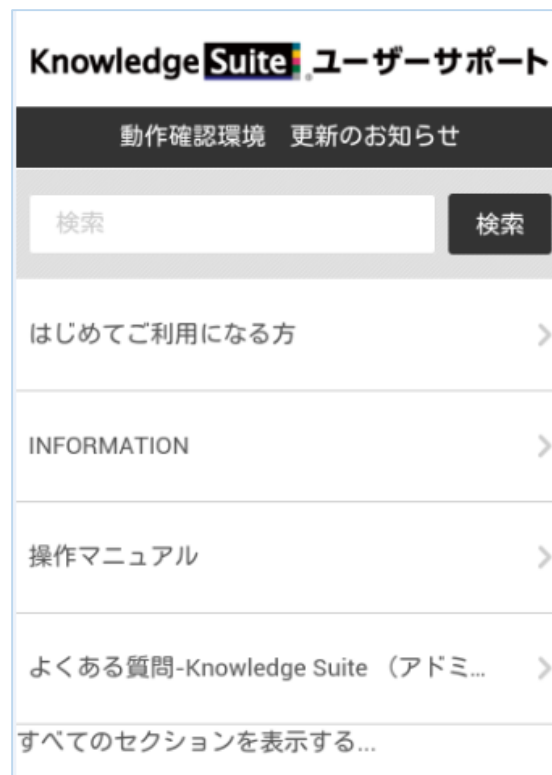 Knowledge Suite ユーザーサポート
動作確認環境 更新のお知らせ
検索 検索
はじめてご利用になる方
INFORMATION
操作マニュアル
よくある質問-Knowledge Suite （アドミ...
すべてのセクションを表示する...